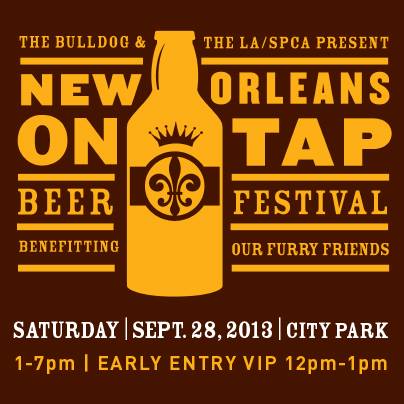 THE BULLDOG & THE LA/SPCA PRESENT
NEW ORLEANS
ON TAP
BEER FESTIVAL
BENEFITTING OUR FURRY FRIENDS
SATURDAY | SEPT. 28, 2013 | CITY PARK
1-7pm | EARLY ENTRY VIP 12pm-1pm